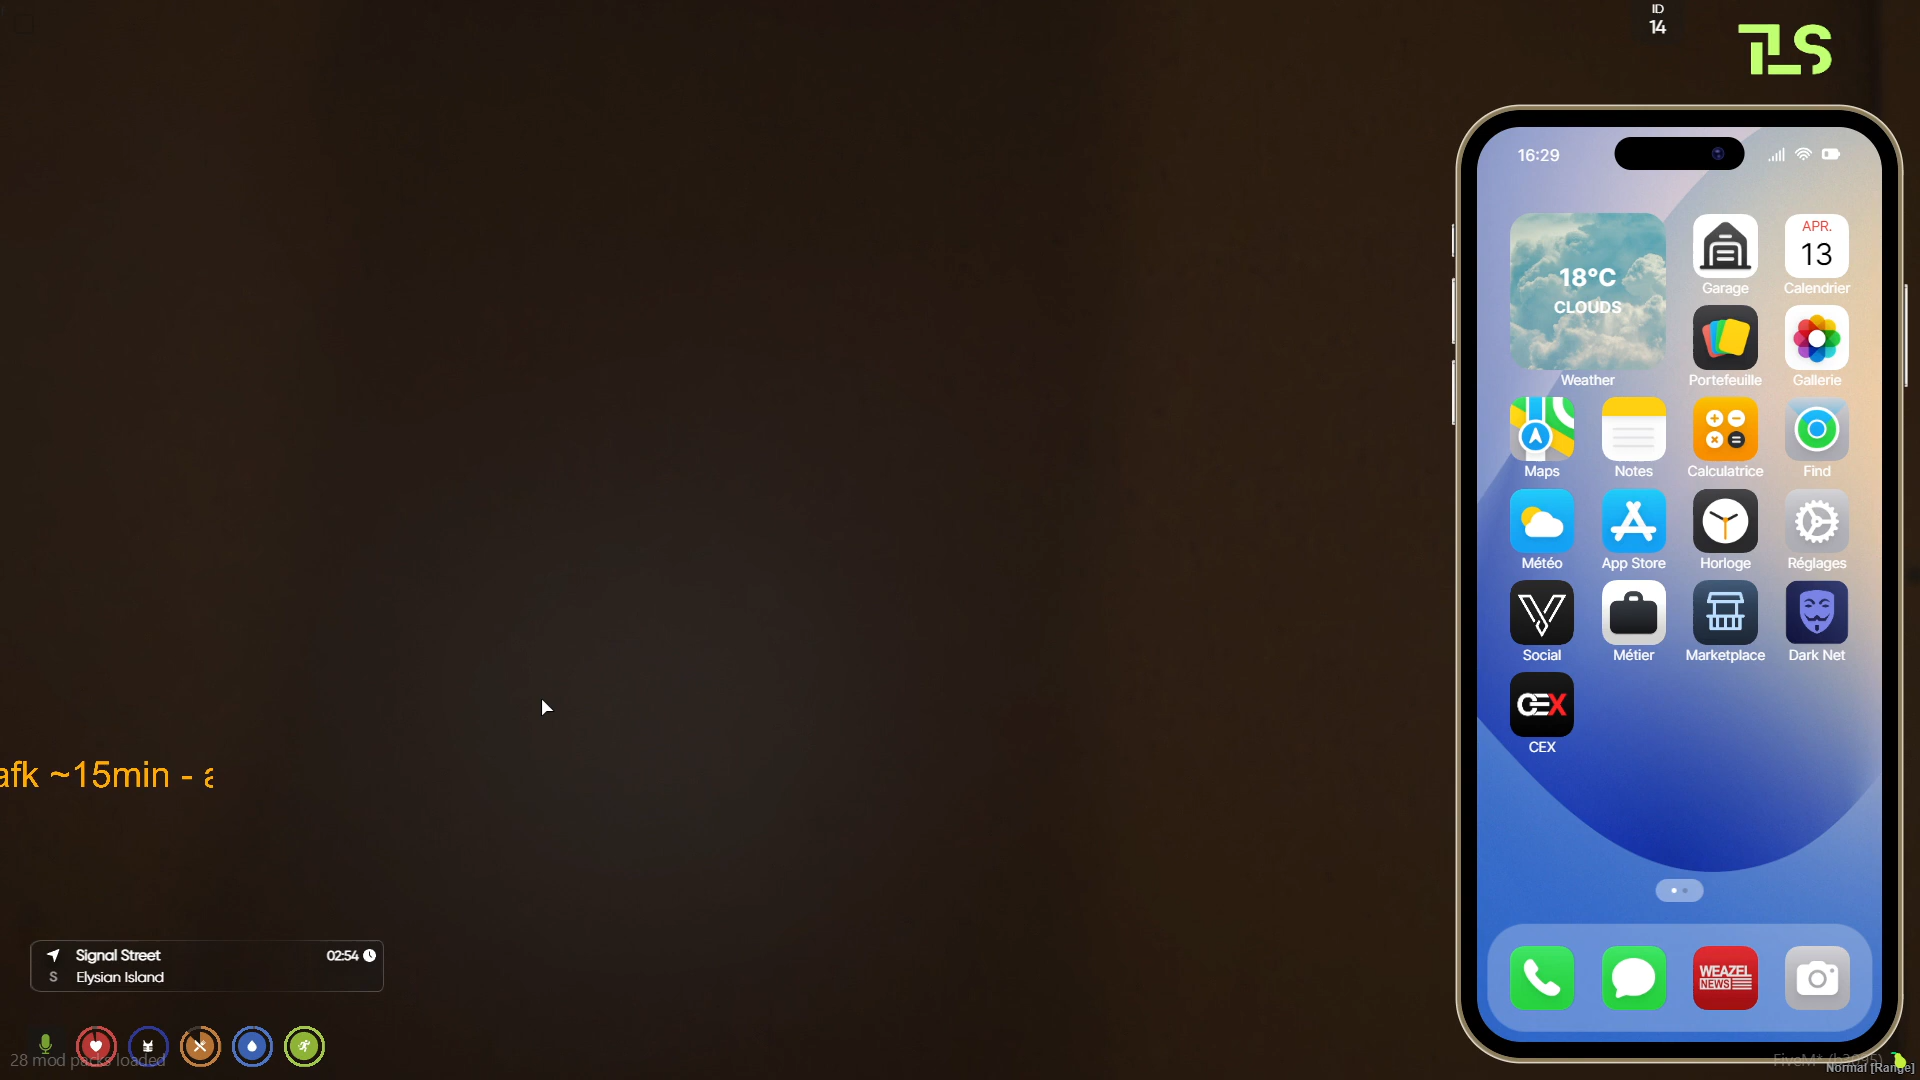 ID
14
TLS
16:29
18°C
CLOUDS
Weather
Garage
APR.
13
Calendrier
Portefeuille
Gallerie
Maps
Notes
Calculatrice
Find
Météo
App Store
Horloge
Réglages
Social
Métier
Marketplace
Dark Net
CEX
CEX
afk ~15min - a
Signal Street
02:54
S
Elysian Island
WEAZEL
NEWS
28 mod packs loaded
FiveM* (b3095)
Normal [Range]